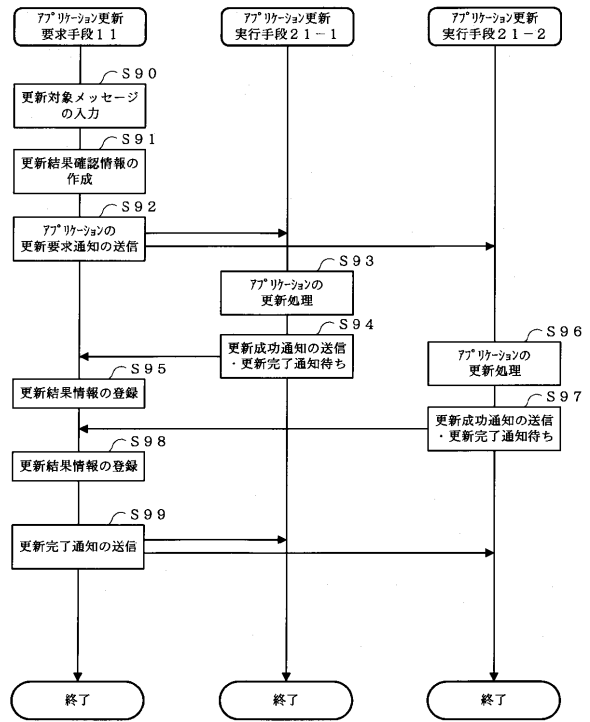 ｱﾌﾟﾘｹｰｼｮﾝ更新
要求手段１１
ｱﾌﾟﾘｹｰｼｮﾝ更新
実行手段２１－１
ｱﾌﾟﾘｹｰｼｮﾝ更新
実行手段２１－２
Ｓ９０
更新対象メッセージ
の入力
Ｓ９１
更新結果確認情報の
作成
Ｓ９２
ｱﾌﾟﾘｹｰｼｮﾝの
更新要求通知の送信
Ｓ９３
ｱﾌﾟﾘｹｰｼｮﾝの
更新処理
Ｓ９４
更新成功通知の送信
・更新完了通知待ち
Ｓ９５
更新結果情報の登録
Ｓ９６
ｱﾌﾟﾘｹｰｼｮﾝの
更新処理
Ｓ９７
更新成功通知の送信
・更新完了通知待ち
Ｓ９８
更新結果情報の登録
Ｓ９９
更新完了通知の送信
終了
終了
終了